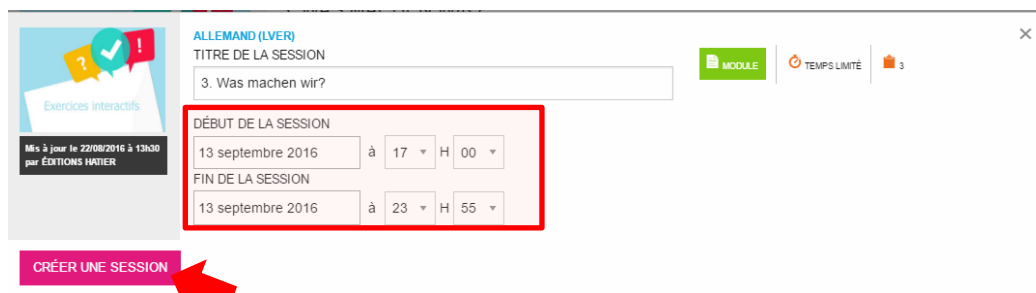 ALLEMAND (LVER)
TITRE DE LA SESSION
3. Was machen wir?
MODULE
TEMPS LIMITÉ
3
? !
Exercices interactifs
Mis à jour le 22/08/2016 à 13h30
par ÉDITIONS HATIER
DÉBUT DE LA SESSION
13 septembre 2016 à 17 H 00
FIN DE LA SESSION
13 septembre 2016 à 23 H 55
CRÉER UNE SESSION